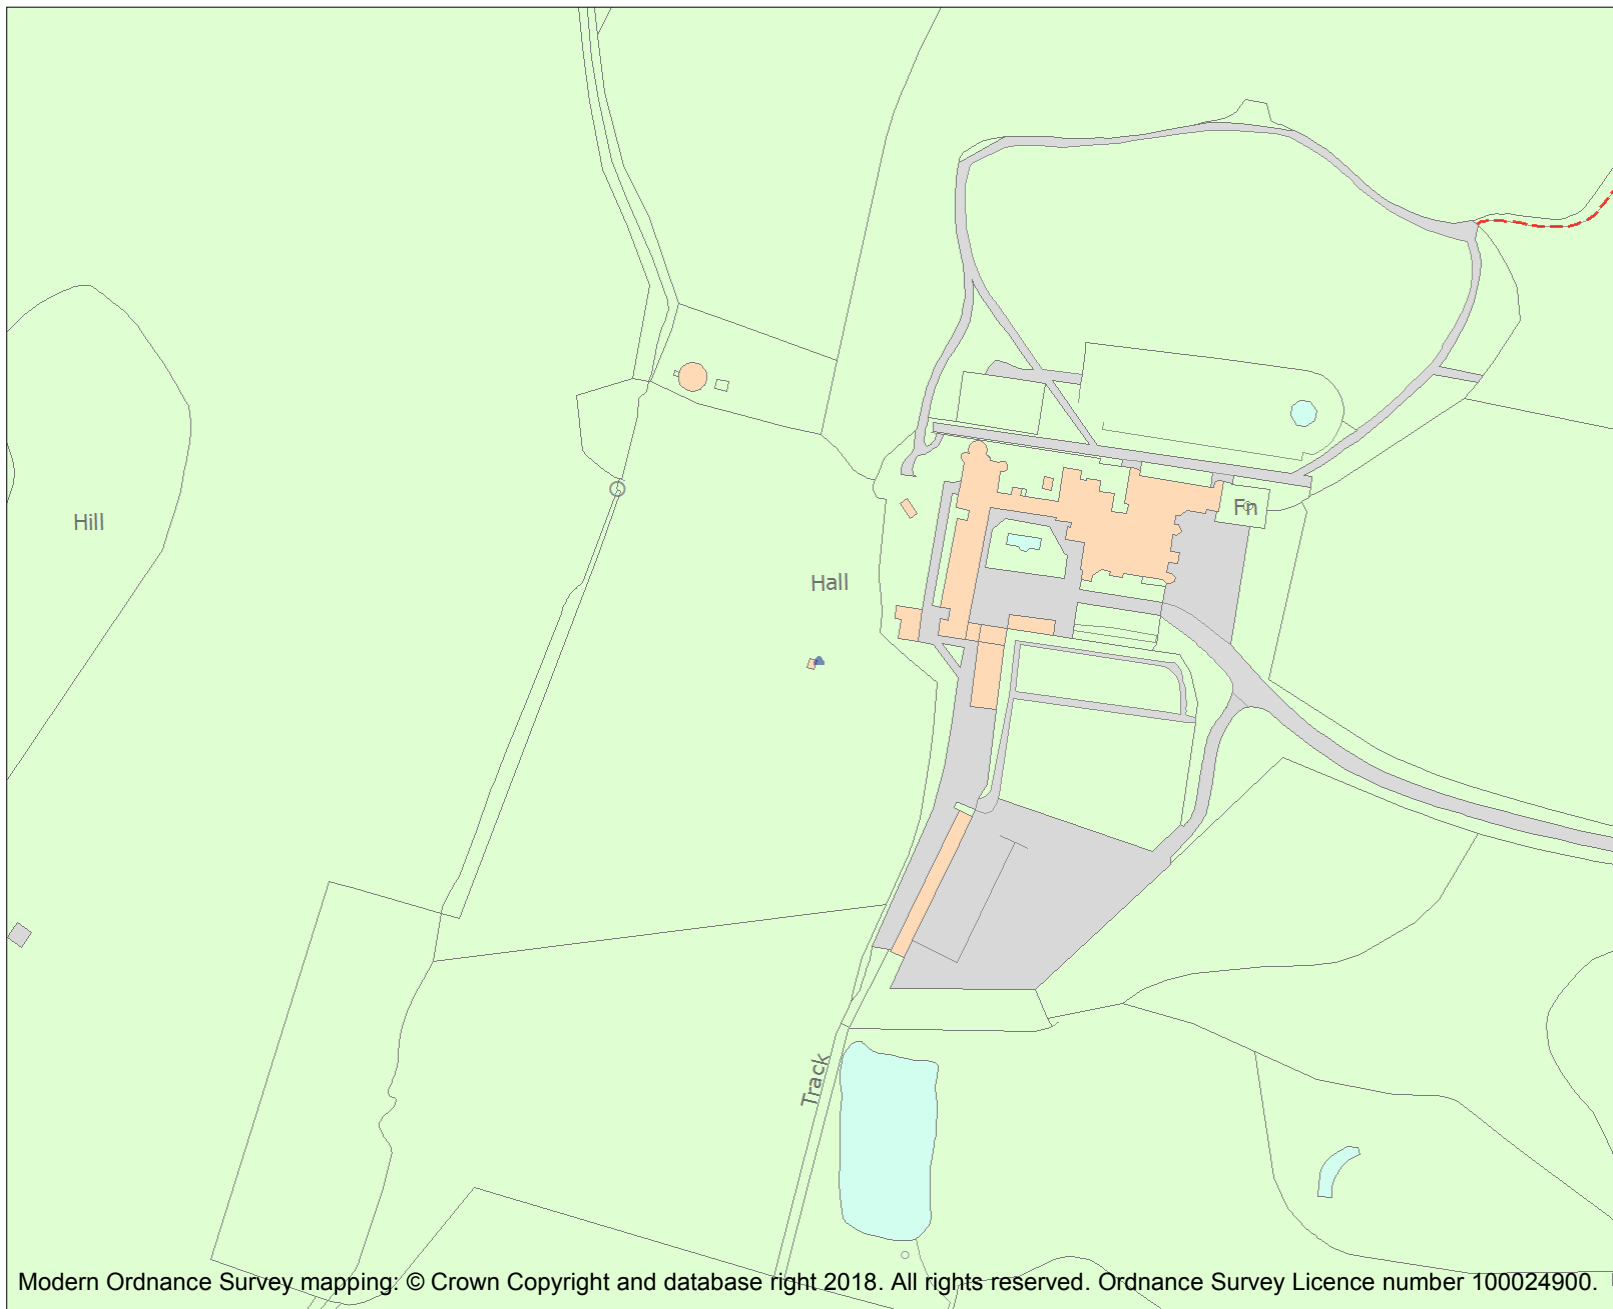 Fn
Hill
Hall
Track
Modern Ordnance Survey mapping: © Crown Copyright and database right 2018. All rights reserved. Ordnance Survey Licence number 100024900.